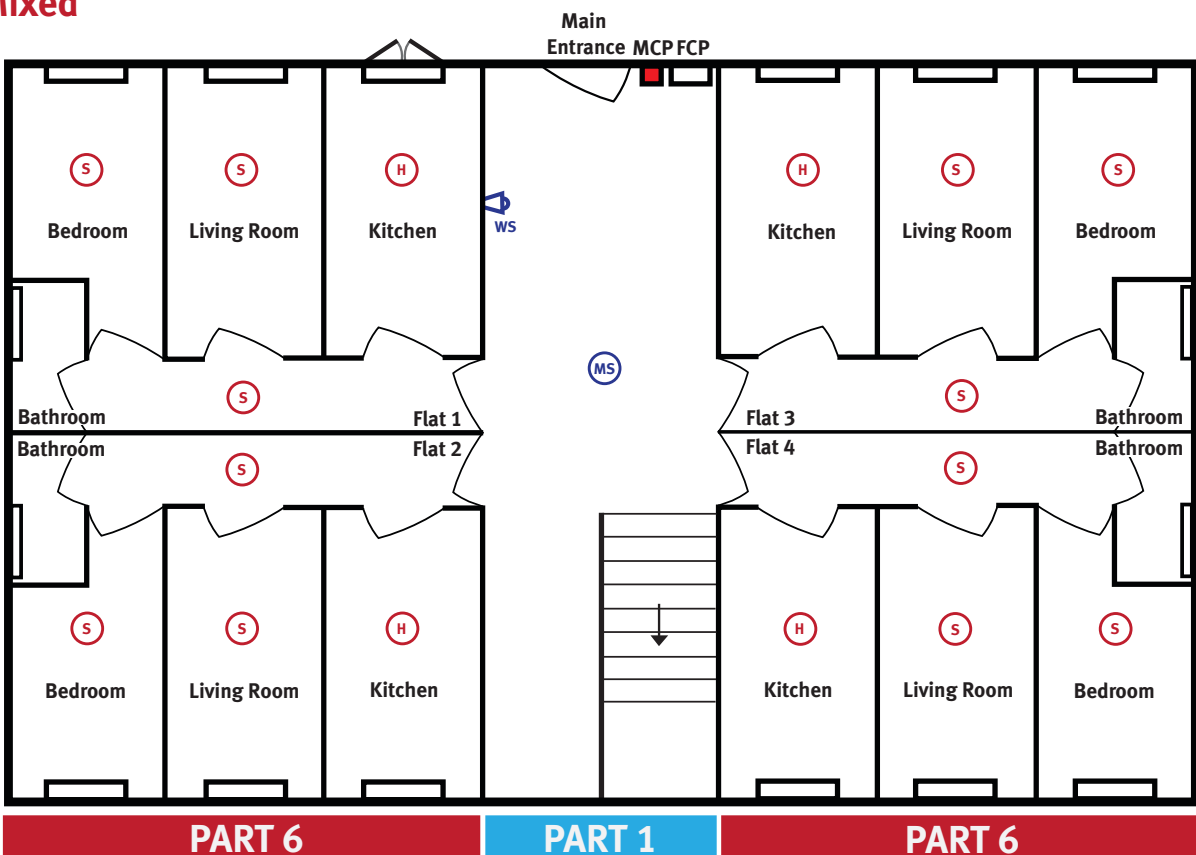 Mixed
Main
Entrance MCP FCP
S S H H S S
Bedroom Living Room Kitchen WS Kitchen Living Room Bedroom
MS
S S
Bathroom Flat 1 Flat 3 Bathroom
Bathroom Flat 2 Flat 4 Bathroom
S S
S S H H S S
Bedroom Living Room Kitchen Kitchen Living Room Bedroom
PART 6 PART 1 PART 6